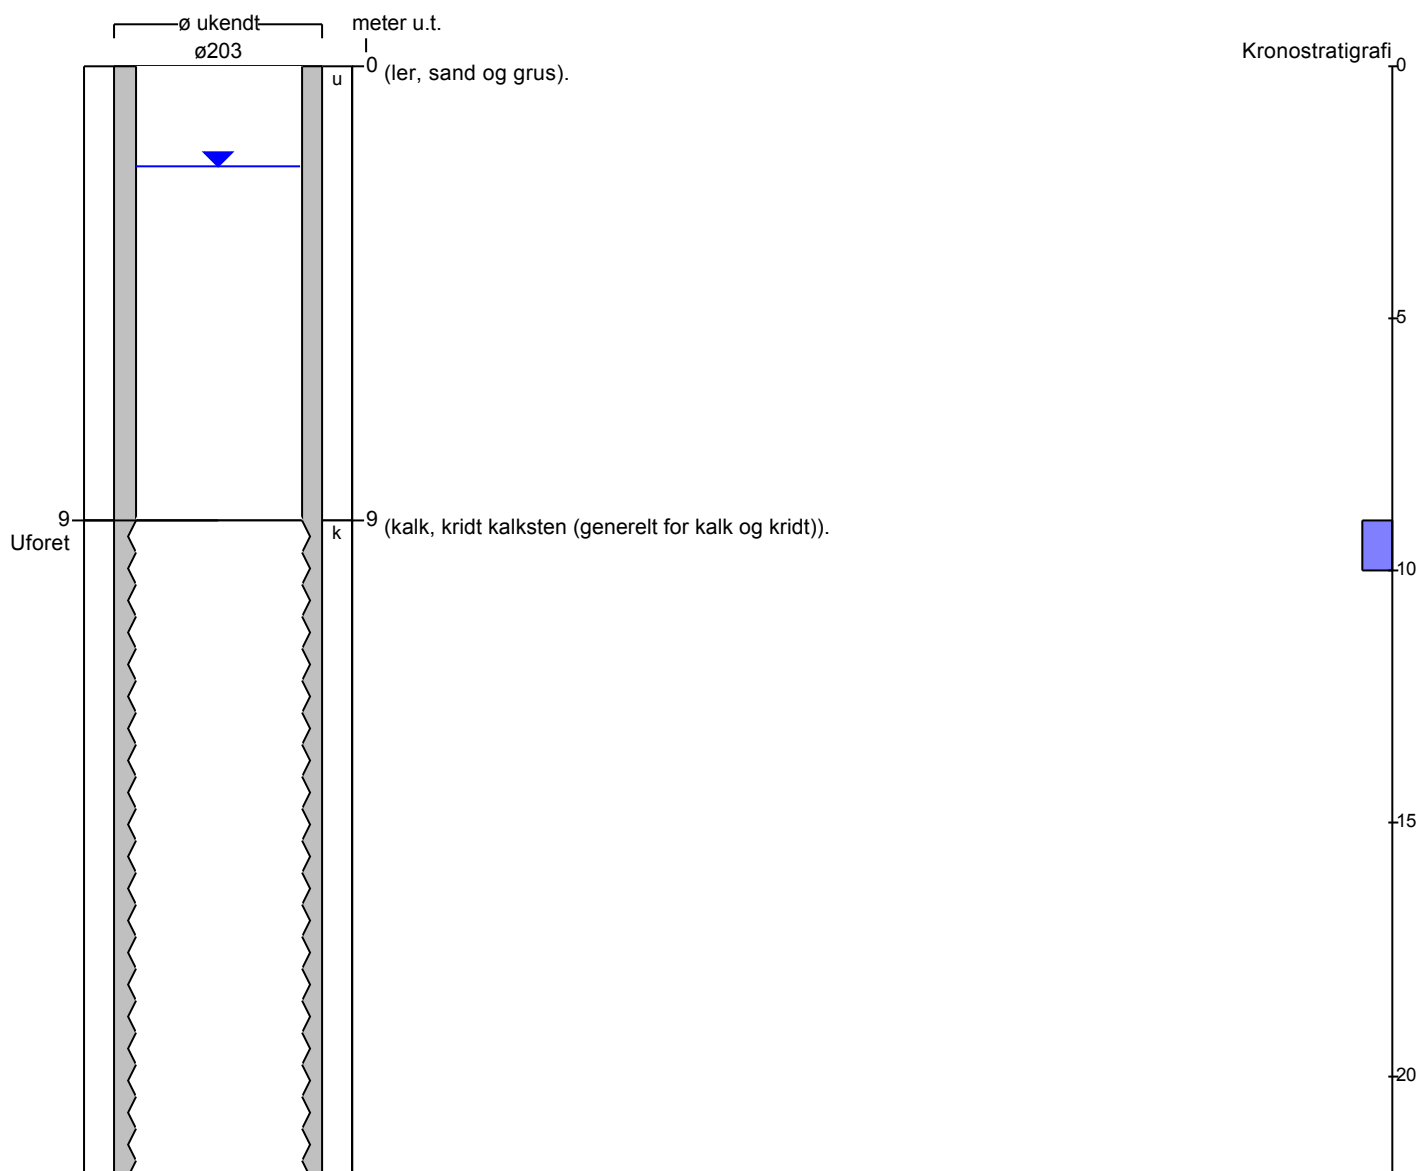 ø ukendt
meter u.t.
ø203
Kronostratigrafi
0
(ler, sand og grus).
0
u
5
9
9
(kalk, kridt kalksten (generelt for kalk og kridt)).
k
Uforet
10
15
20